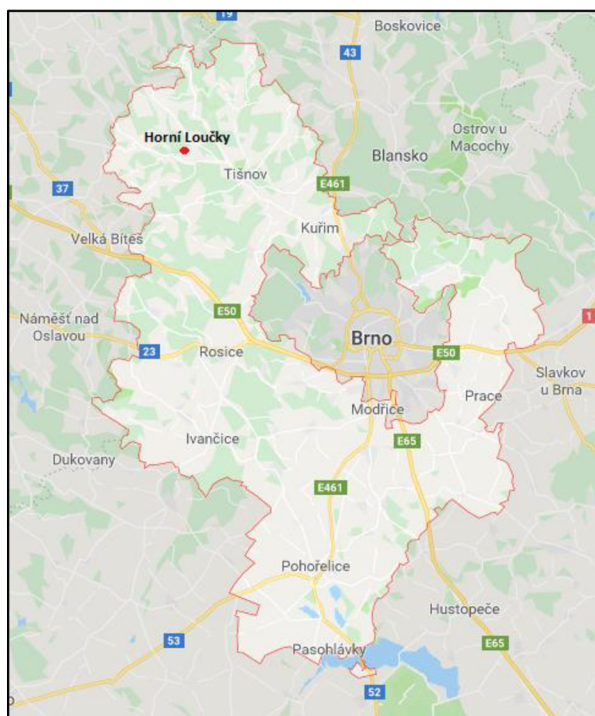 19
Boskovice
43
Ostrov u
Macochy
Horní Loučky
Blansko
Tišnov
E461
37
Kuřim
Velká Bíteš
E50
Náměšť nad
Oslavou
1
23
Rosice
Brno
E50
Slavkov
u Brna
Modřice
Prace
Ivančice
E65
Dukovany
E461
Pohořelice
Hustopeče
53
E65
Pasohlávky
52